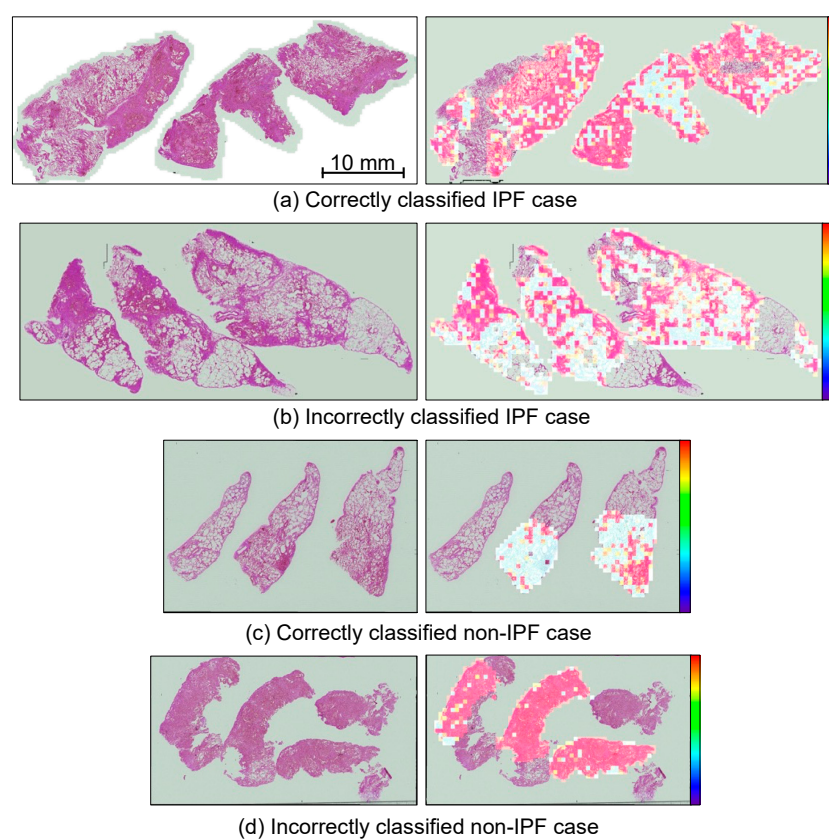 10 mm
(a) Correctly classified IPF case
(b) Incorrectly classified IPF case
(c) Correctly classified non-IPF case
(d) Incorrectly classified non-IPF case